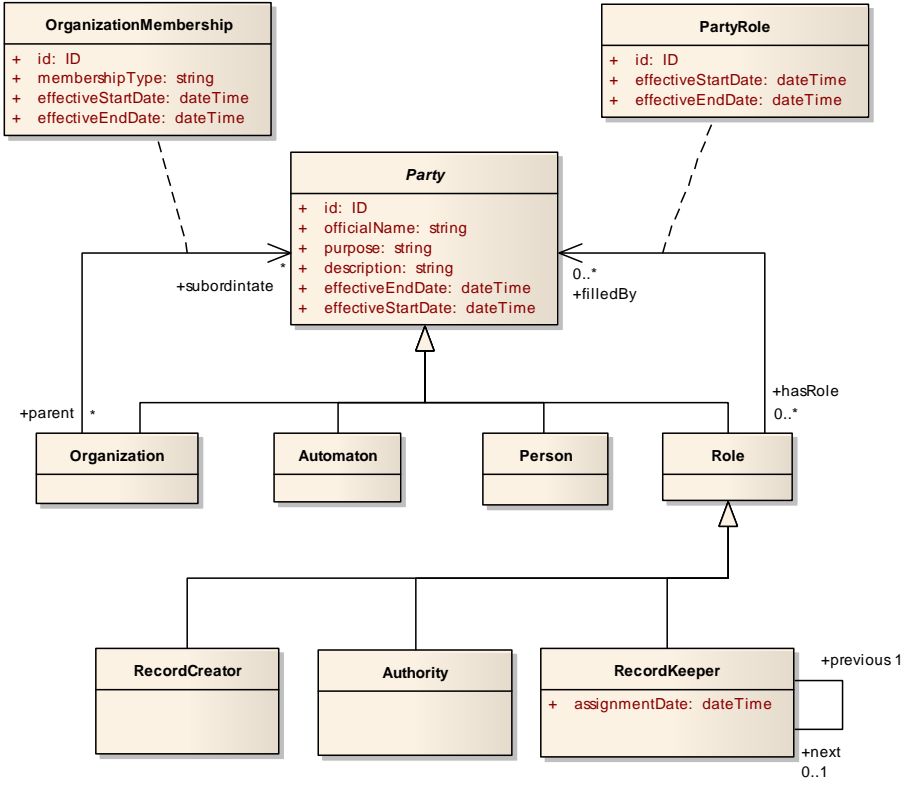 OrganizationMembership
+ id: ID
+ membershipType: string
+ effectiveStartDate: dateTime
+ effectiveEndDate: dateTime
PartyRole
+ id: ID
+ effectiveStartDate: dateTime
+ effectiveEndDate: dateTime
Party
+ id: ID
+ officialName: string
+ purpose: string
+ description: string
+ effectiveEndDate: dateTime
+ effectiveStartDate: dateTime
*
+subordintate
0..*
+filledBy
+parent *
+hasRole
0..*
Organization
Automaton
Person
Role
RecordCreator
Authority
RecordKeeper
+ assignmentDate: dateTime
+previous 1
+next
0..1